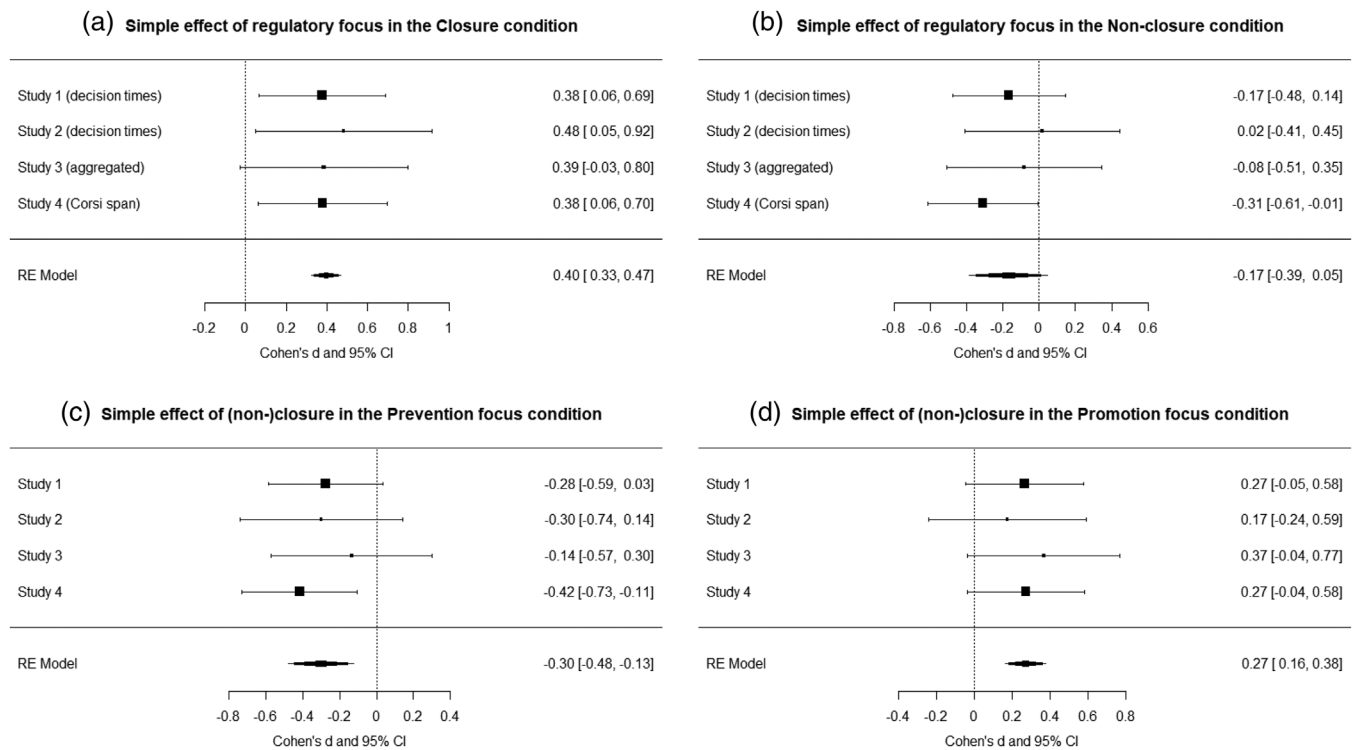 (a) Simple effect of regulatory focus in the Closure condition
Study 1 (decision times) 0.38 [ 0.06, 0.69]
Study 2 (decision times) 0.48 [ 0.05, 0.92]
Study 3 (aggregated) 0.39 [-0.03, 0.80]
Study 4 (Corsi span) 0.38 [ 0.06, 0.70]
RE Model 0.40 [ 0.33, 0.47]
-0.2 0 0.2 0.4 0.6 0.8 1
Cohen's d and 95% CI
(b) Simple effect of regulatory focus in the Non-closure condition
Study 1 (decision times) -0.17 [-0.48, 0.14]
Study 2 (decision times) 0.02 [-0.41, 0.45]
Study 3 (aggregated) -0.08 [-0.51, 0.35]
Study 4 (Corsi span) -0.31 [-0.61, -0.01]
RE Model -0.17 [-0.39, 0.05]
-0.8 -0.6 -0.4 -0.2 0 0.2 0.4 0.6
Cohen's d and 95% CI
(c) Simple effect of (non-)closure in the Prevention focus condition
Study 1 -0.28 [-0.59, 0.03]
Study 2 -0.30 [-0.74, 0.14]
Study 3 -0.14 [-0.57, 0.30]
Study 4 -0.42 [-0.73, -0.11]
RE Model -0.30 [-0.48, -0.13]
-0.8 -0.6 -0.4 -0.2 0 0.2 0.4
Cohen's d and 95% CI
(d) Simple effect of (non-)closure in the Promotion focus condition
Study 1 0.27 [-0.05, 0.58]
Study 2 0.17 [-0.24, 0.59]
Study 3 0.37 [-0.04, 0.77]
Study 4 0.27 [-0.04, 0.58]
RE Model 0.27 [ 0.16, 0.38]
-0.4 -0.2 0 0.2 0.4 0.6 0.8
Cohen's d and 95% CI